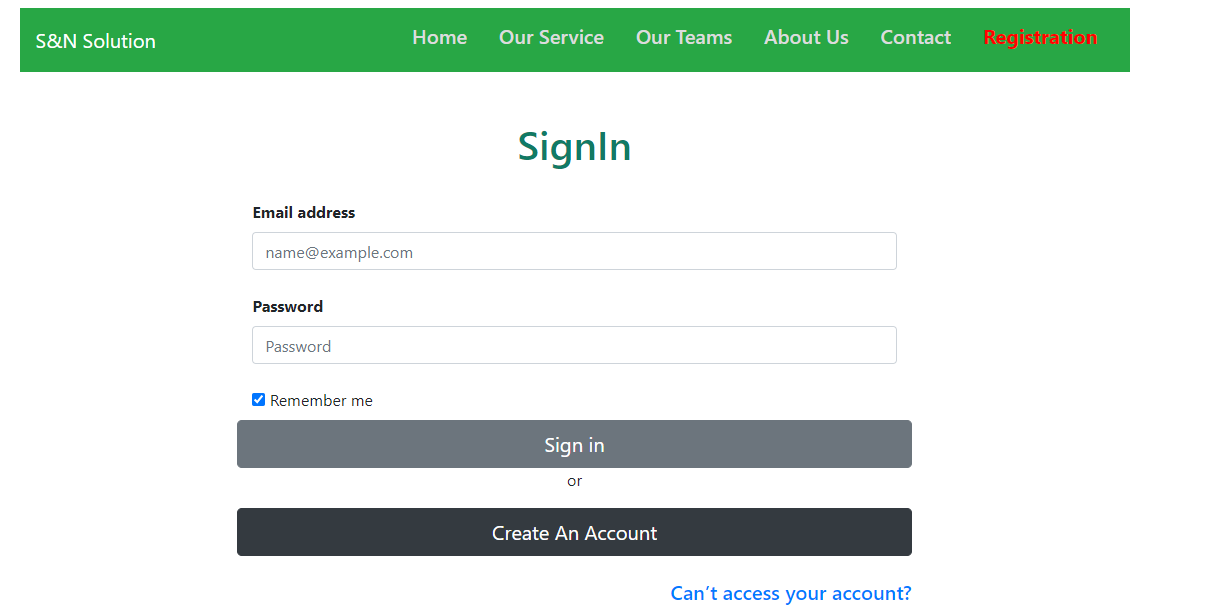 S&N Solution Home Our Service Our Teams About Us Contact Registration
SignIn
Email address
name@example.com
Password
Password
Remember me
Sign in
or
Create An Account
Can’t access your account?